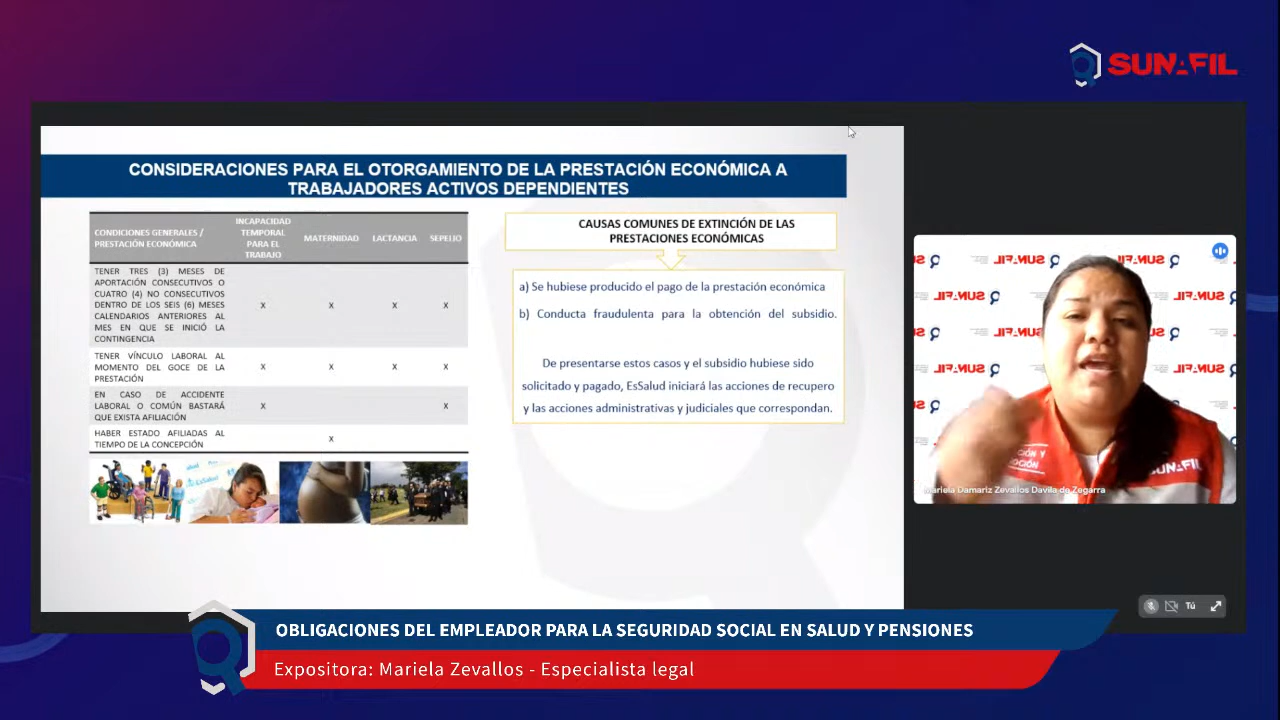 SUNAFIL
CONSIDERACIONES PARA EL OTORGAMIENTO DE LA PRESTACIÓN ECONÓMICA A
TRABAJADORES ACTIVOS DEPENDIENTES
CONDICIONES GENERALES /
PRESTACIÓN ECONÓMICA
INCAPACIDAD
TEMPORAL
PARA EL
TRABAJO
MATERNIDAD
LACTANCIA
SEPELIO
TENER TRES (3) MESES DE
APORTACIÓN CONSECUTIVOS O
CUATRO (4) NO CONSECUTIVOS
DENTRO DE LOS SEIS (6) MESES
CALENDARIOS ANTERIORES AL
MES EN QUE SE INICIÓ LA
CONTINGENCIA
X X X X
TENER VÍNCULO LABORAL AL
MOMENTO DEL GOCE DE LA
PRESTACIÓN
X X X X
EN CASO DE ACCIDENTE
LABORAL O COMÚN BASTARÁ
QUE EXISTA AFILIACIÓN
X X
HABER ESTADO AFILIADAS AL
TIEMPO DE LA CONCEPCIÓN
X
EsSalud
CAUSAS COMUNES DE EXTINCIÓN DE LAS
PRESTACIONES ECONÓMICAS
a) Se hubiese producido el pago de la prestación económica
b) Conducta fraudulenta para la obtención del subsidio.
De presentarse estos casos y el subsidio hubiese sido
solicitado y pagado, EsSalud iniciará las acciones de recupero
y las acciones administrativas y judiciales que correspondan.
SUNAFIL
Mariela Damariz Zevallos Davila de Zegarra
Tú
OBLIGACIONES DEL EMPLEADOR PARA LA SEGURIDAD SOCIAL EN SALUD Y PENSIONES
Expositora: Mariela Zevallos - Especialista legal